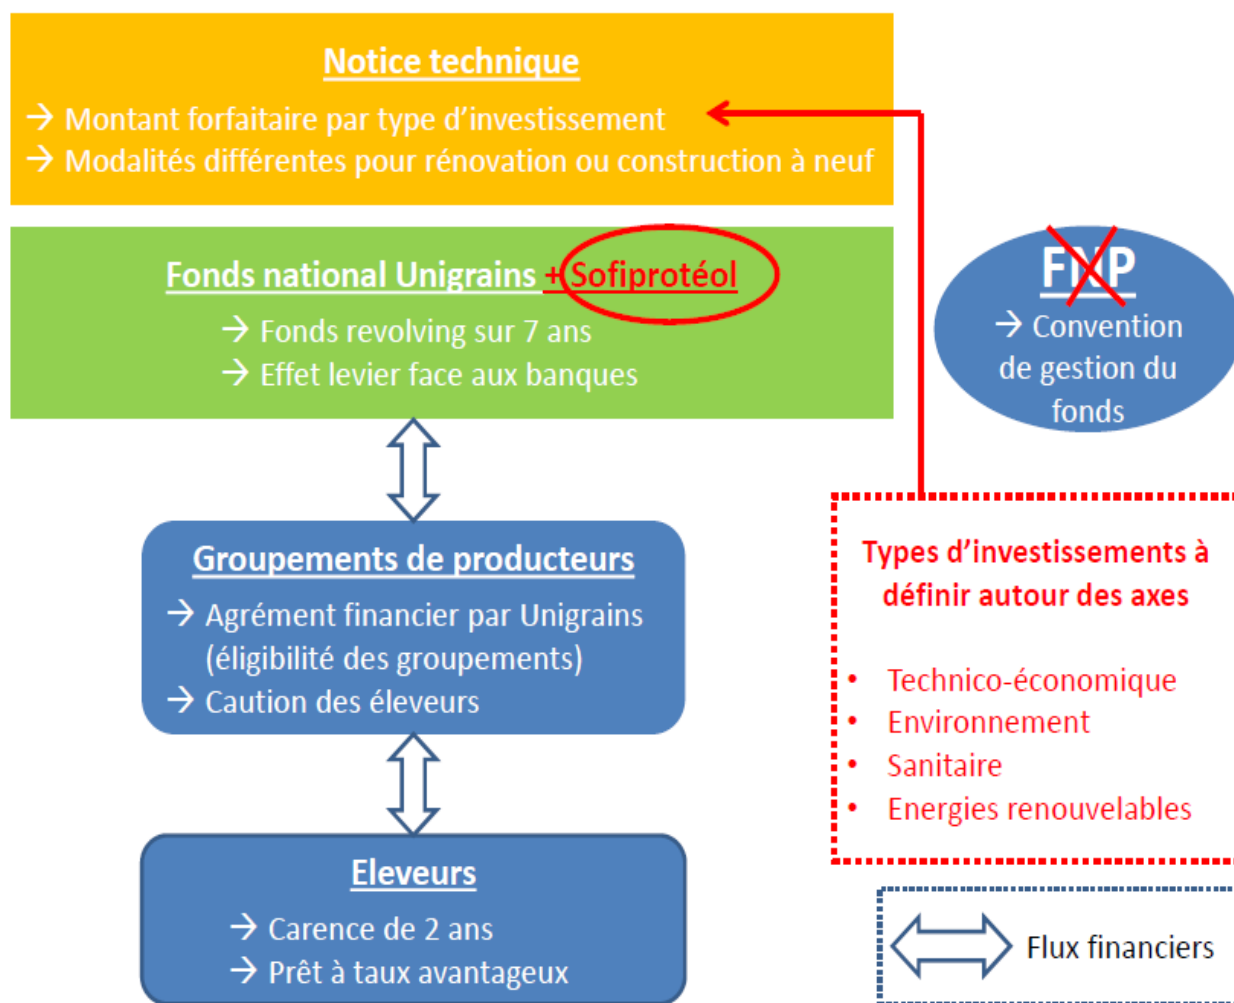 Notice technique
→ Montant forfaitaire par type d’investissement
→ Modalités différentes pour rénovation ou construction à neuf
Fonds national Unigrains + Sofiprotéol
→ Fonds revolving sur 7 ans
→ Effet levier face aux banques
FNP
→ Convention
de gestion du
fonds
Groupements de producteurs
→ Agrément financier par Unigrains
(éligibilité des groupements)
→ Caution des éleveurs
Types d’investissements à
définir autour des axes
• Technico-économique
• Environnement
• Sanitaire
• Energies renouvelables
Eleveurs
→ Carence de 2 ans
→ Prêt à taux avantageux
Flux financiers